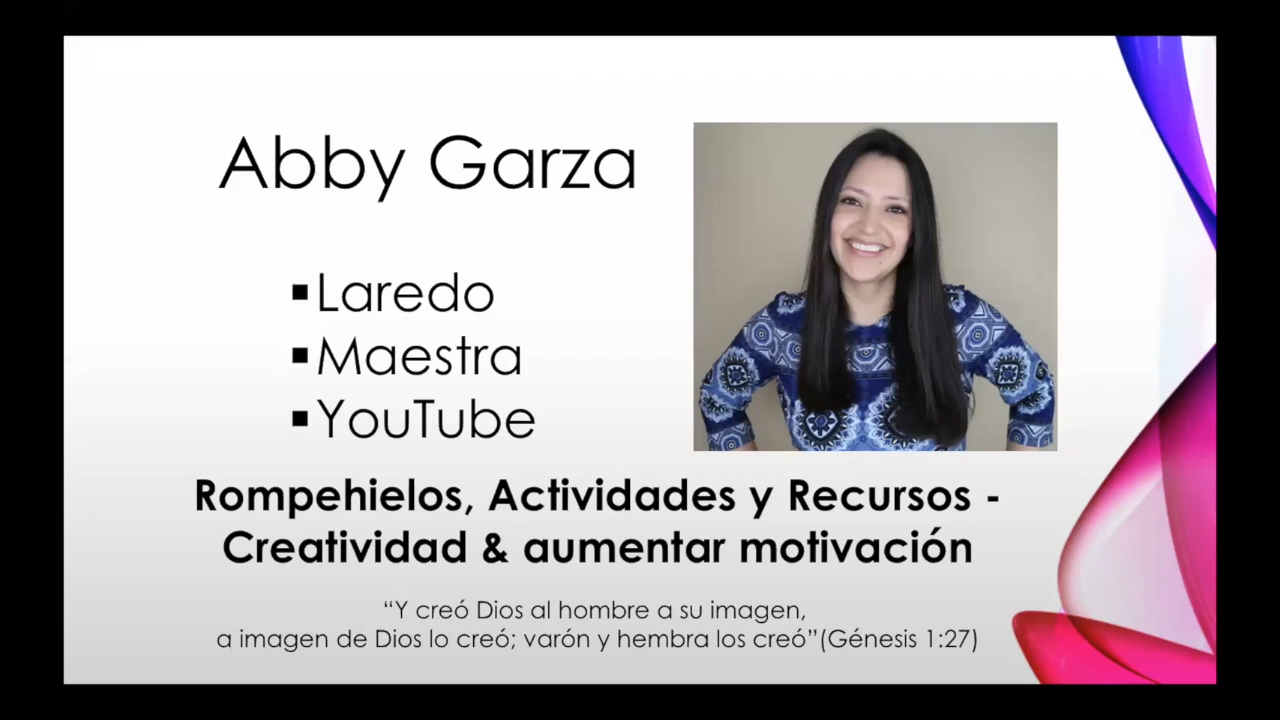 Abby Garza
▪Laredo
▪Maestra
▪YouTube
Rompehielos, Actividades y Recursos -
Creatividad & aumentar motivación
“Y creó Dios al hombre a su imagen,
a imagen de Dios lo creó; varón y hembra los creó”(Génesis 1:27)